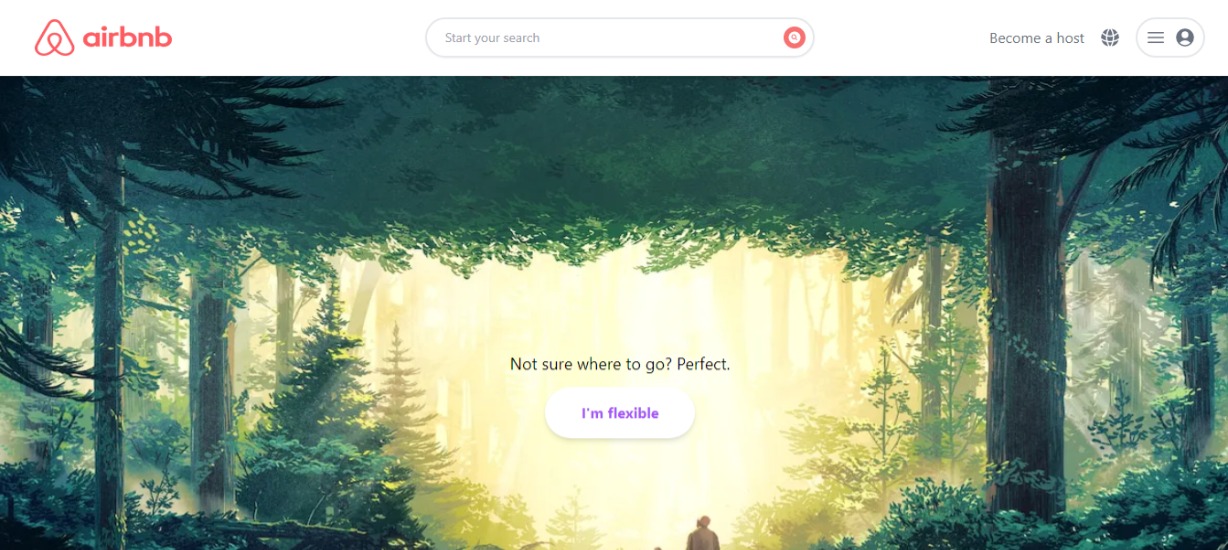 airbnb
Start your search
Become a host
Not sure where to go? Perfect.
I'm flexible